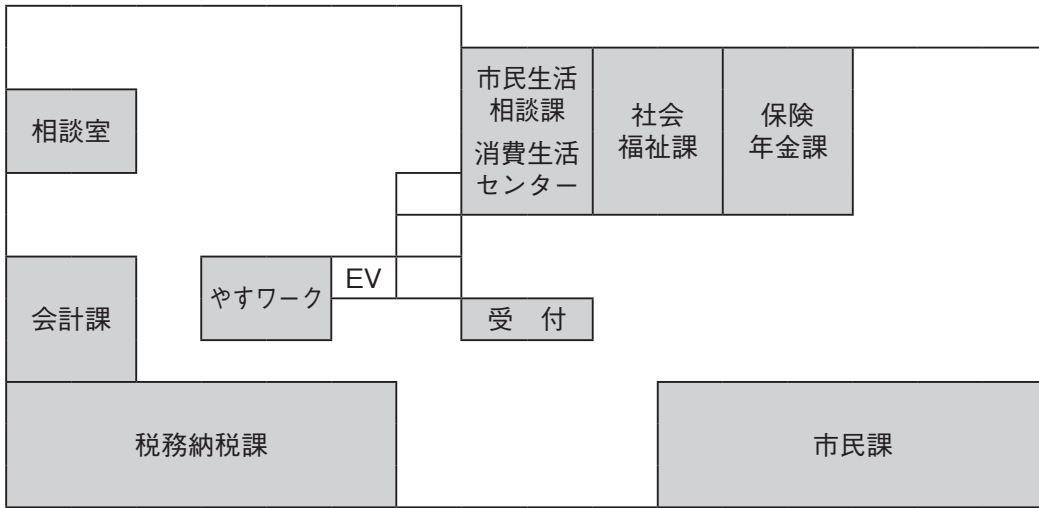 市民生活
相談課
消費生活
センター
社会
福祉課
保険
年金課
相談室
会計課
やすワーク
EV
受　付
税務納税課
市民課